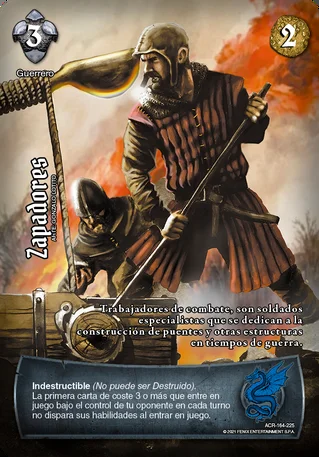 3
2
Guerrero
Zapadores
ARTE: GONZALO LOTER
Trabajadores de combate, son soldados
especialistas que se dedican a la
construcción de puentes y otras estructuras
en tiempos de guerra.
Indestructible (No puede ser Destruido).
La primera carta de coste 3 o más que entre en
juego bajo el control de tu oponente en cada turno
no dispara sus habilidades al entrar en juego.
ACR-164-225
© 2021 FENIX ENTERTAINMENT S.P.A.